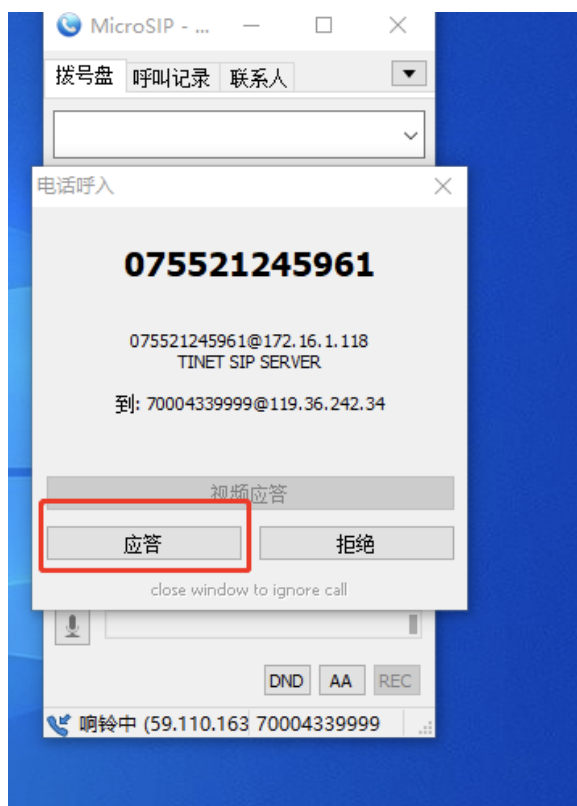 MicroSIP - ...
拨号盘 呼叫记录 联系人
电话呼入
075521245961
075521245961@172.16.1.118
TINET SIP SERVER
到: 70004339999@119.36.242.34
视频应答
应答 拒绝
close window to ignore call
DND AA REC
响铃中 (59.110.163 70004339999